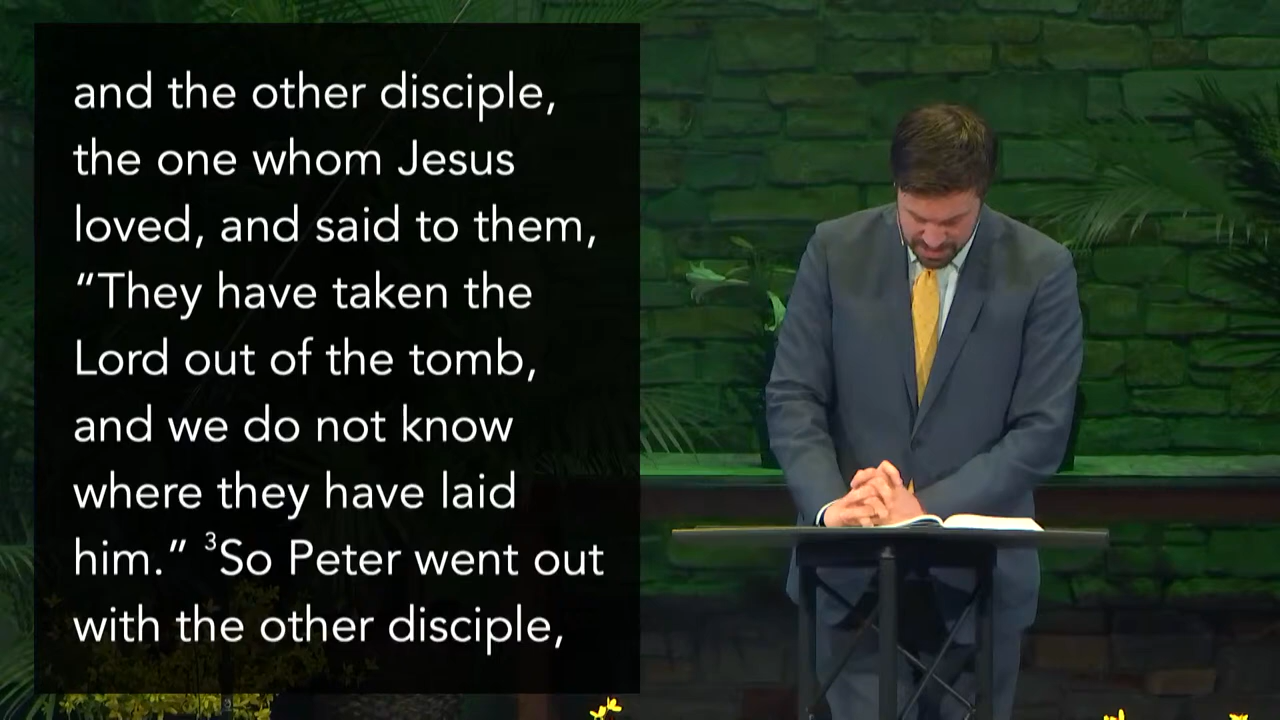 and the other disciple,
the one whom Jesus
loved, and said to them,
“They have taken the
Lord out of the tomb,
and we do not know
where they have laid
him.” ³So Peter went out
with the other disciple,